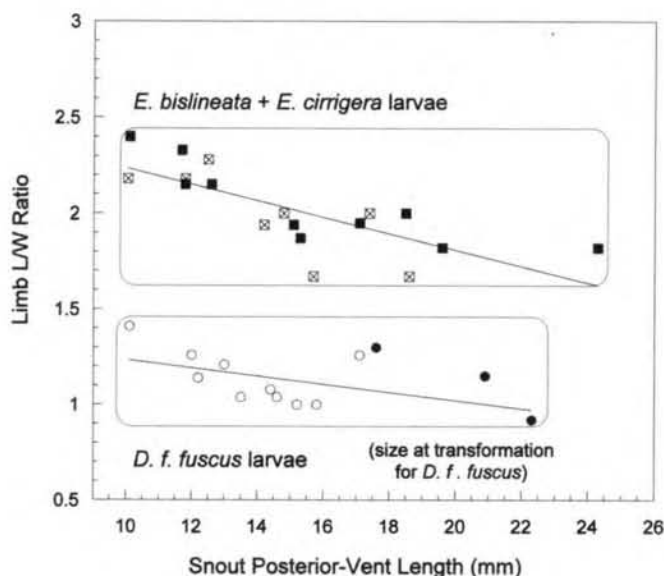 3
2.5
2
1.5
1
0.5
Limb L/W Ratio
E. bislineata + E. cirrigera larvae
D. f. fuscus larvae
(size at transformation
for D. f. fuscus)
10 12 14 16 18 20 22 24 26
Snout Posterior-Vent Length (mm)